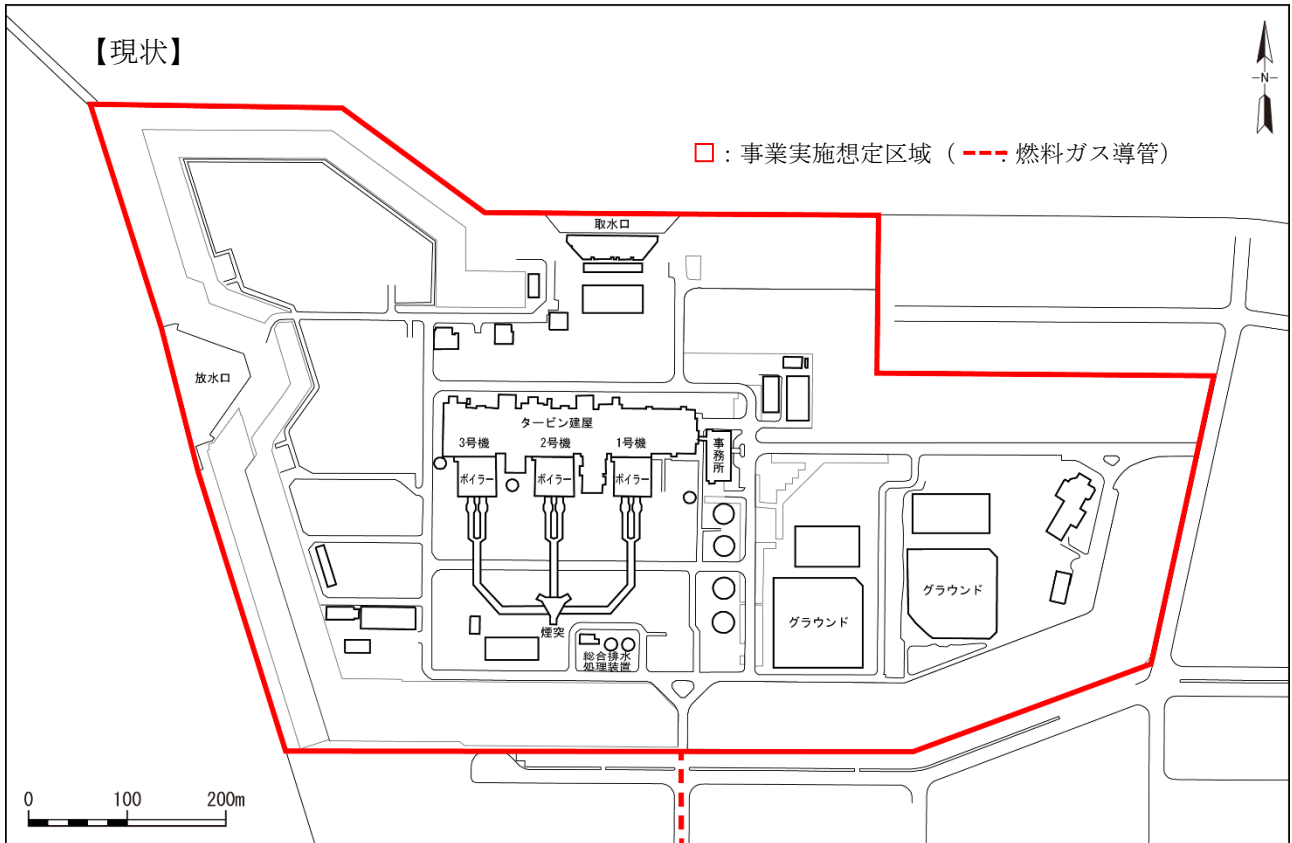 【現状】
N
：事業実施想定区域（　：燃料ガス導管）
取水口
放水口
タービン建屋
3号機
2号機
1号機
事務所
ボイラー
ボイラー
ボイラー
グラウンド
グラウンド
煙突
総合排水
処理装置
0
100
200m